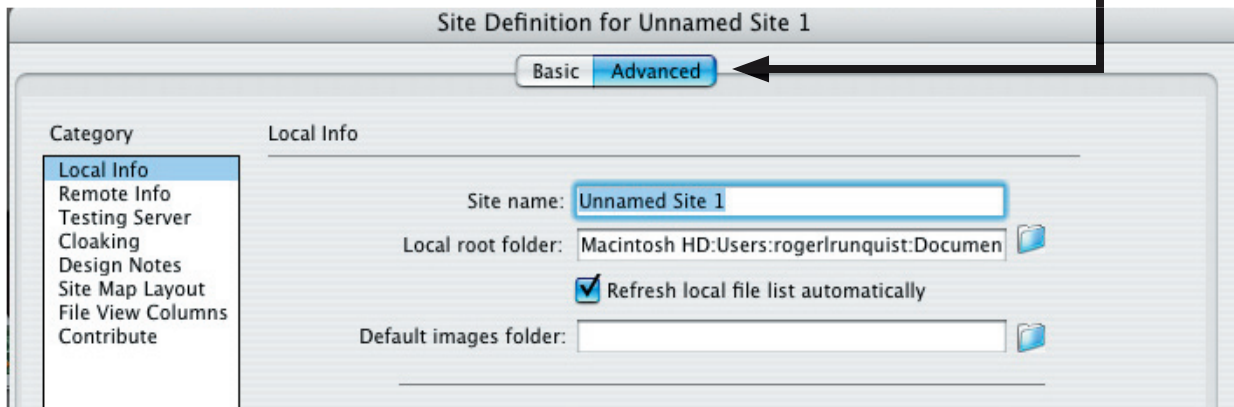 Site Definition for Unnamed Site 1
Basic Advanced
Category
Local Info
Remote Info
Testing Server
Cloaking
Design Notes
Site Map Layout
File View Columns
Contribute
Local Info
Site name: Unnamed Site 1
Local root folder: Macintosh HD:Users:rogerlrunquist:Documen
Refresh local file list automatically
Default images folder: